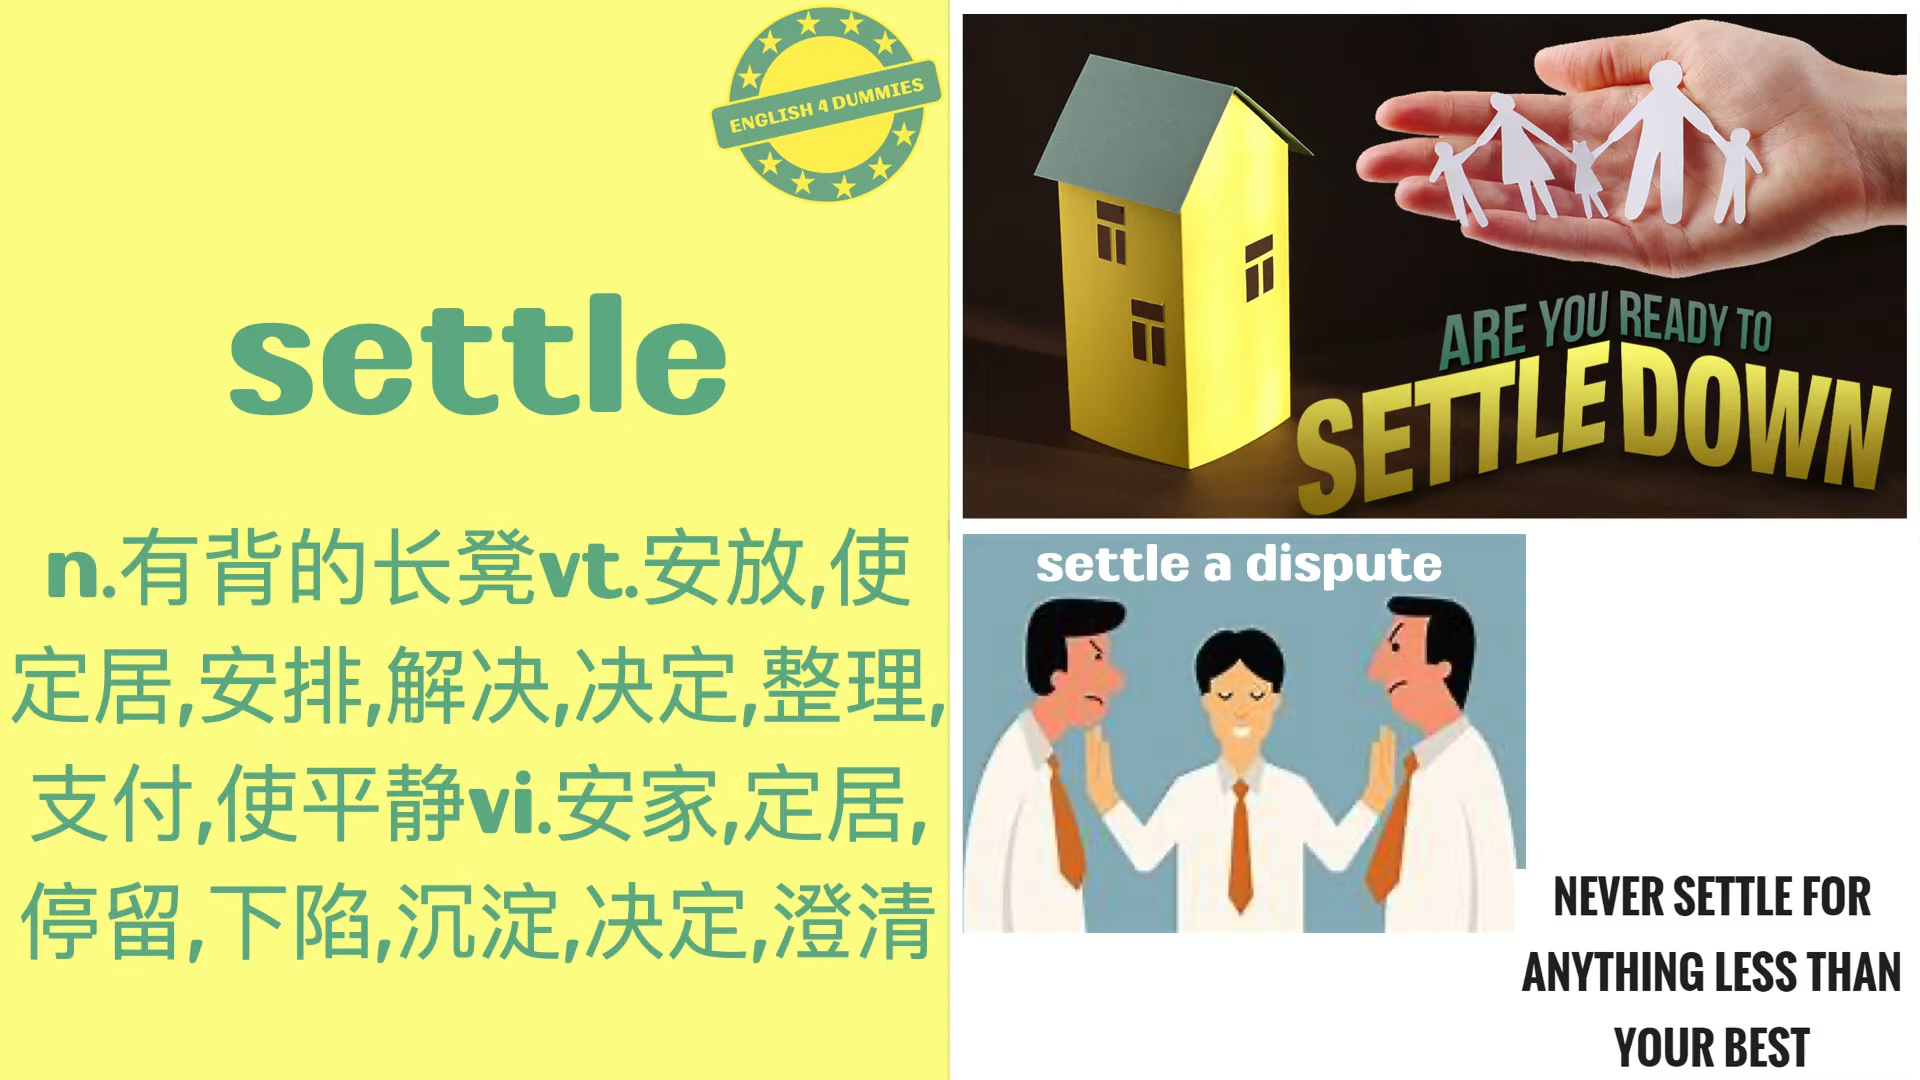 ENGLISH 4 DUMMIES
settle
n.有背的长凳vt.安放,使
定居,安排,解决,决定,整理,
支付,使平静vi.安家,定居,
停留,下陷,沉淀,决定,澄清
ARE YOU READY TO
SETTLE DOWN
settle a dispute
NEVER SETTLE FOR
ANYTHING LESS THAN
YOUR BEST